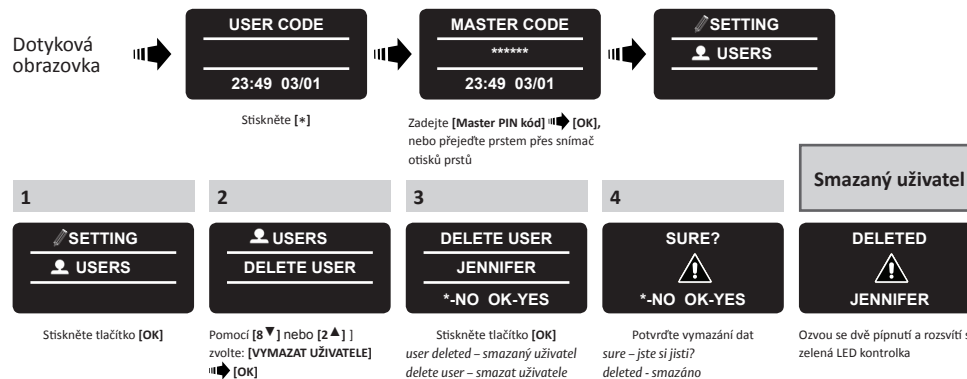 Dotyková
obrazovka
USER CODE
23:49 03/01
Stiskněte [*]
MASTER CODE
******
23:49 03/01
Zadejte [Master PIN kód] [OK],
nebo přejeďte prstem přes snímač
otisků prstů
SETTING
USERS
Smazaný uživatel
1
SETTING
USERS
Stiskněte tlačítko [OK]
2
USERS
DELETE USER
Pomocí [8▼] nebo [2▲] ]
zvolte: [VYMAZAT UŽIVATELE]
[OK]
3
DELETE USER
JENNIFER
*-NO OK-YES
Stiskněte tlačítko [OK]
user deleted – smazaný uživatel
delete user – smazat uživatele
4
SURE?
*-NO OK-YES
Potvrďte vymazání dat
sure – jste si jisti?
deleted - smazáno
DELETED
JENNIFER
Ozvou se dvě pípnutí a rozsvítí s
zelená LED kontrolka